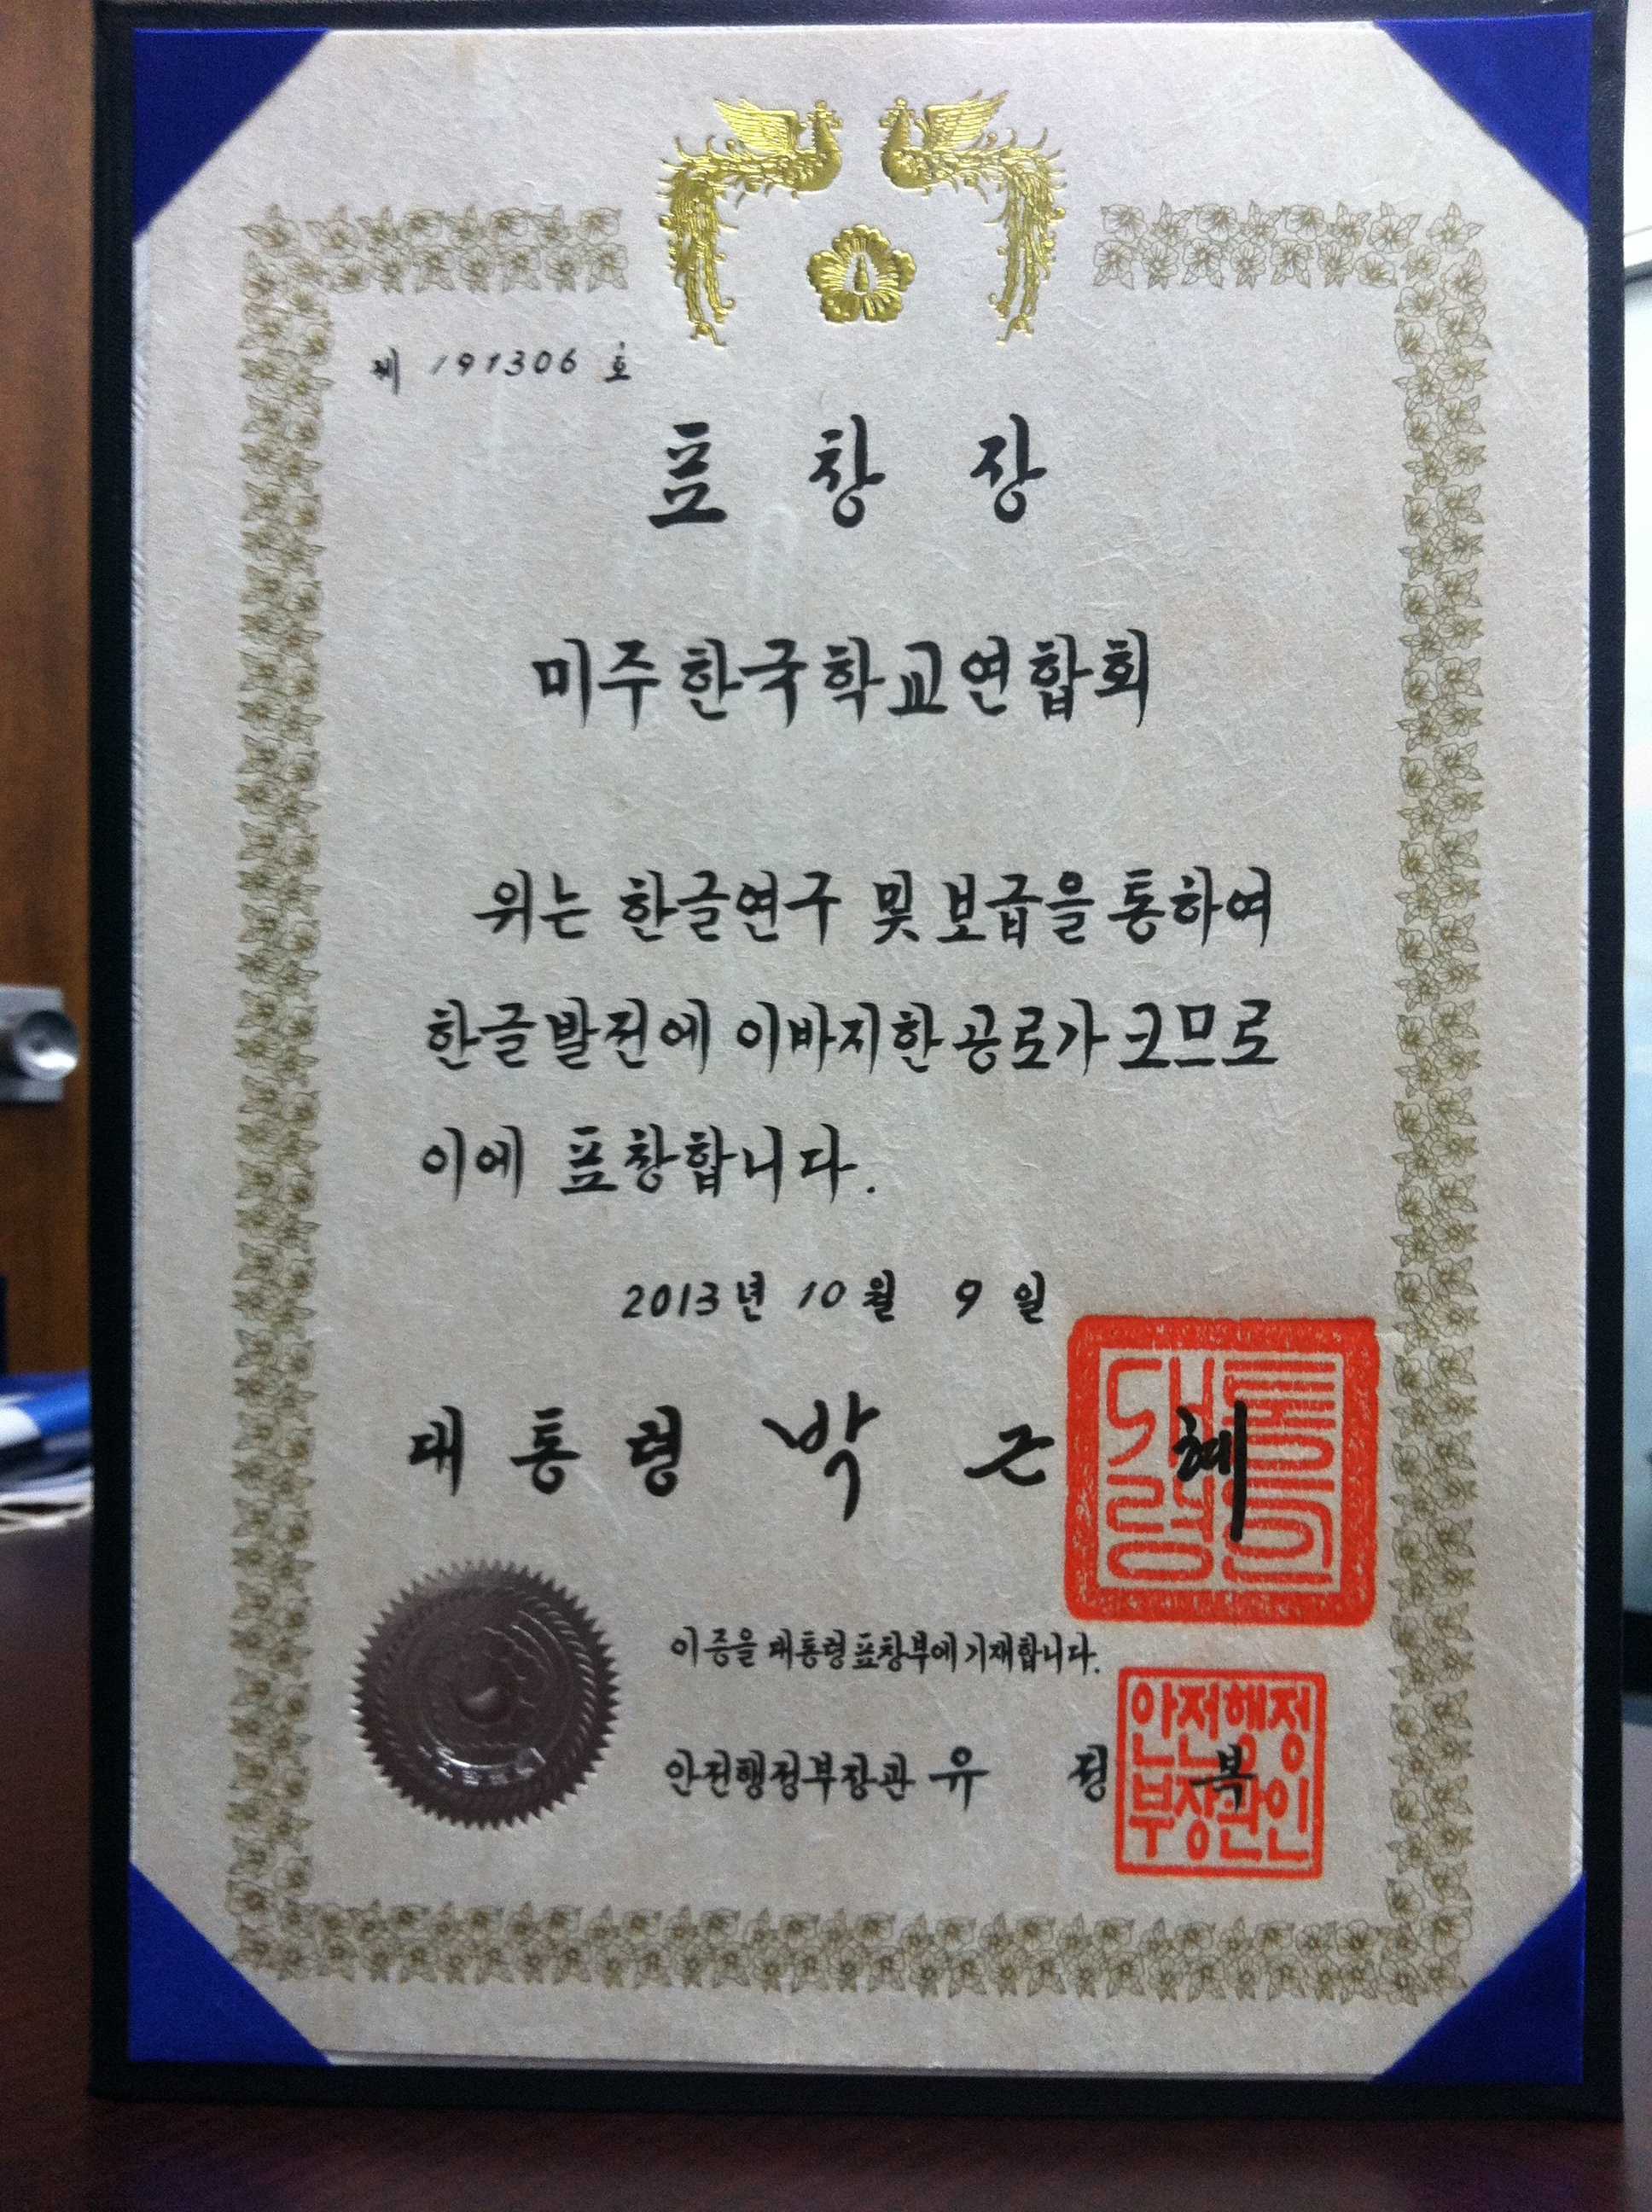 제 191306 호
표 창 장
미주한국학교연합회
위는 한글연구 및 보급을 통하여
한글발전에 이바지한 공로가 크므로
이에 표창합니다.
2013년 10월 9일
대통령 박근혜
대통령인
이 증을 대통령표창부에 기재합니다.
안전행정부장관 유정복
안전행정
부장관인